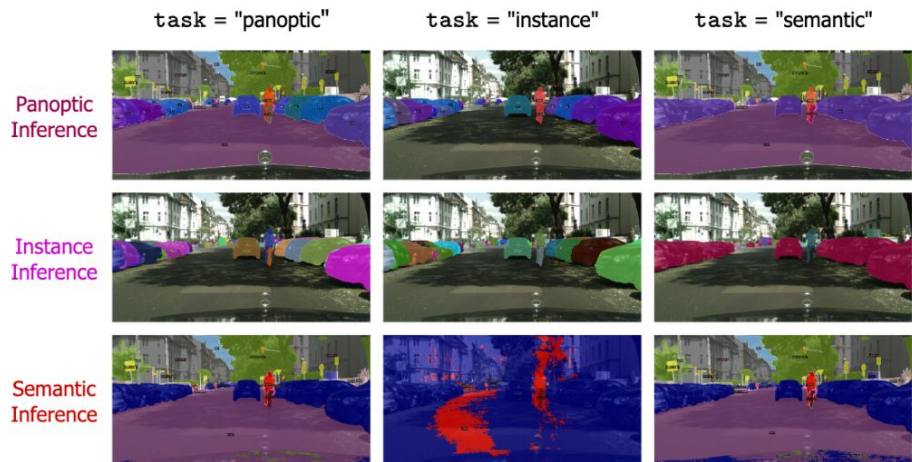 task = "panoptic" task = "instance" task = "semantic"
Panoptic
Inference
Instance
Inference
Semantic
Inference